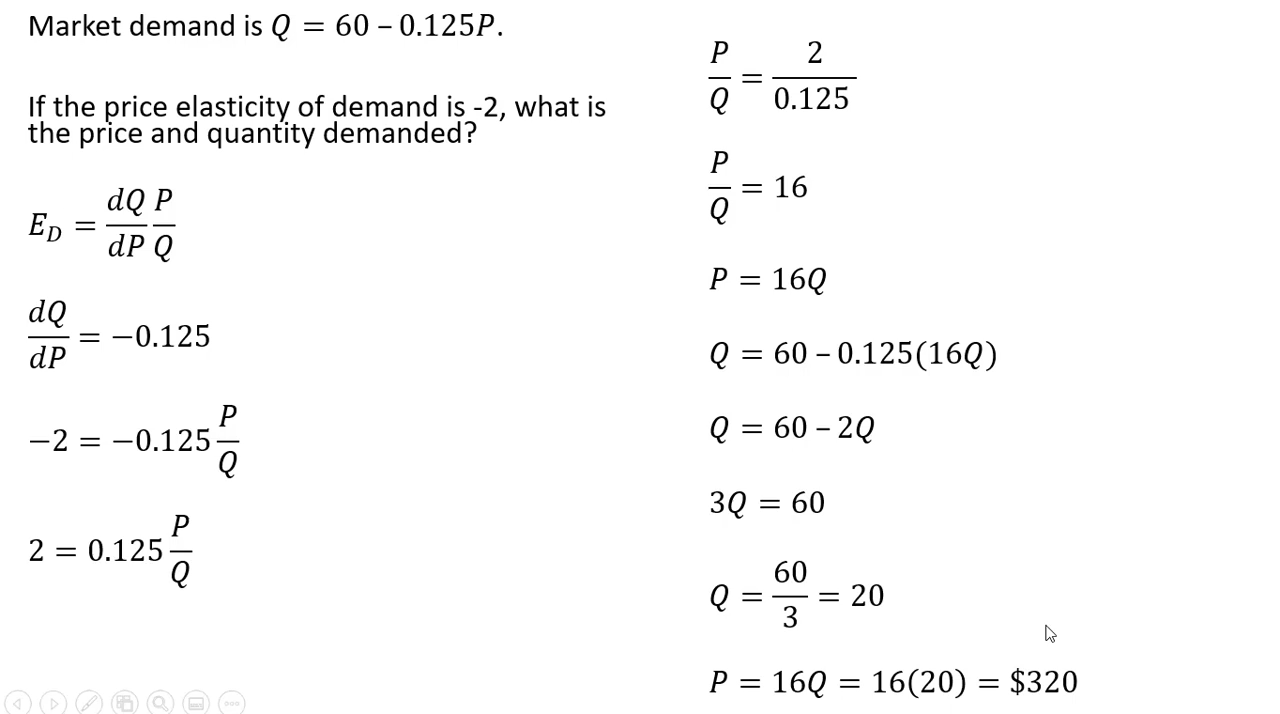 Market demand is Q = 60 – 0.125P.
If the price elasticity of demand is -2, what is
the price and quantity demanded?
E_D = dQ/dP P/Q
dQ/dP = −0.125
−2 = −0.125 P/Q
2 = 0.125 P/Q
P/Q = 2/0.125
P/Q = 16
P = 16Q
Q = 60 – 0.125(16Q)
Q = 60 – 2Q
3Q = 60
Q = 60/3 = 20
P = 16Q = 16(20) = $320